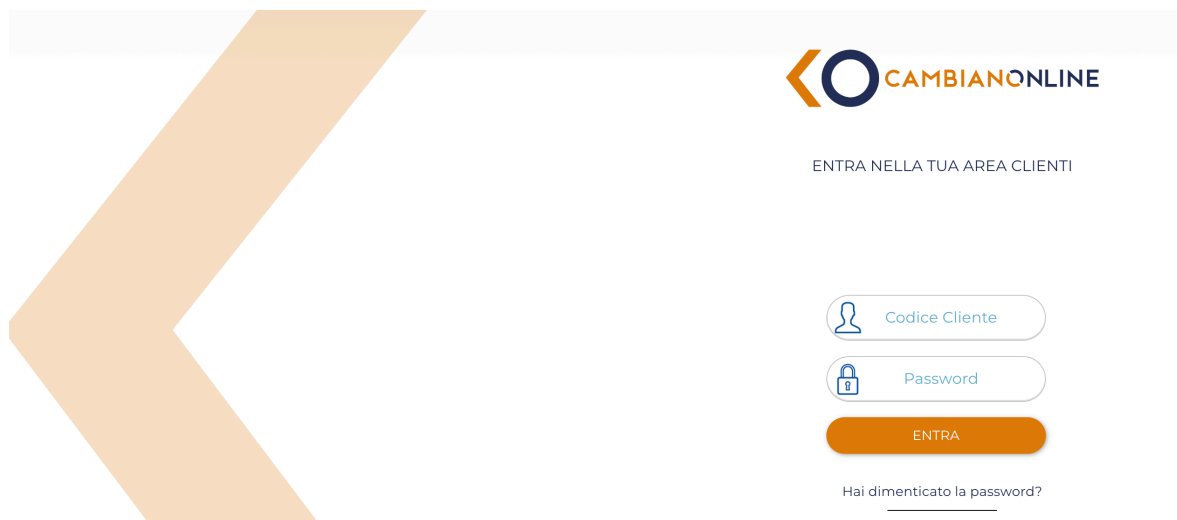 CAMBIANONLINE
ENTRA NELLA TUA AREA CLIENTI
Codice Cliente
Password
ENTRA
Hai dimenticato la password?